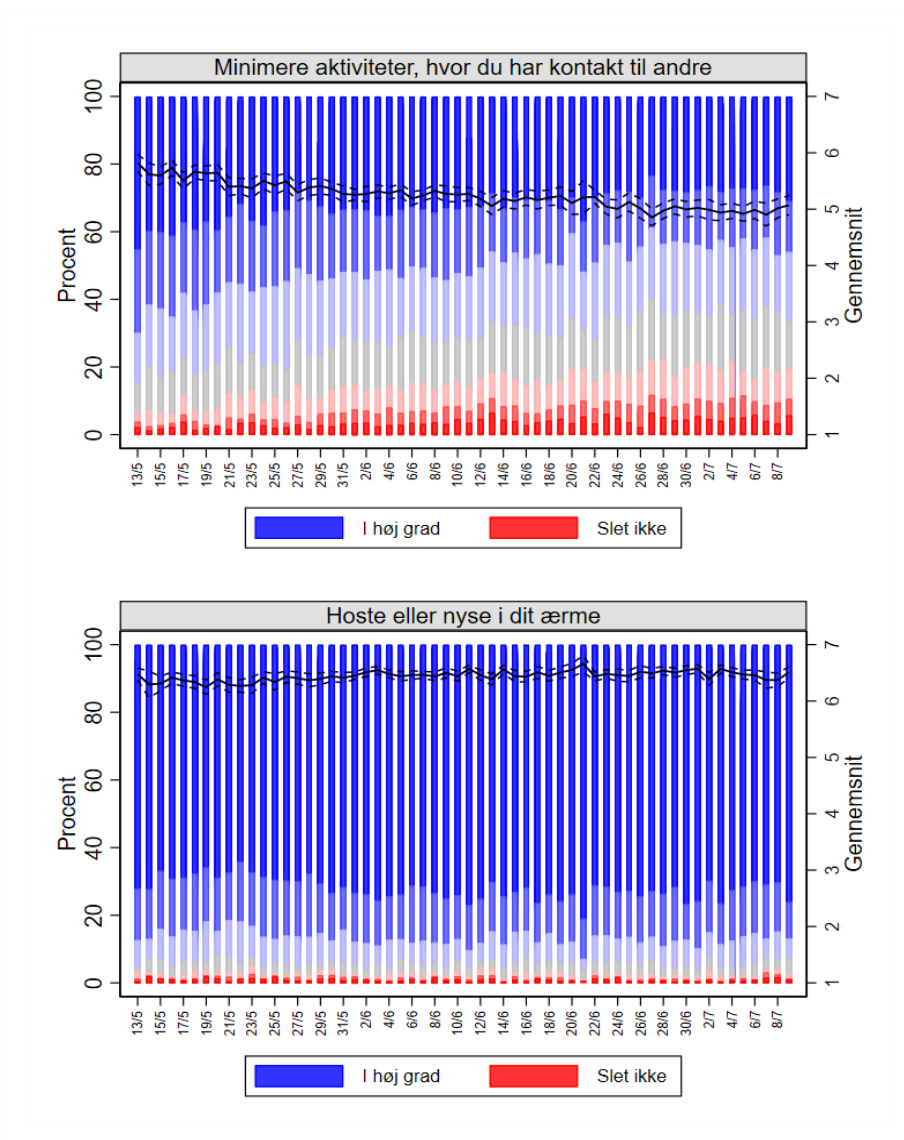 Minimere aktiviteter, hvor du har kontakt til andre
100
80
60
40
20
0
Procent
7
6
5
4
3
2
1
Gennemsnit
13/5 15/5 17/5 19/5 21/5 23/5 25/5 27/5 29/5 31/5 2/6 4/6 6/6 8/6 10/6 12/6 14/6 16/6 18/6 20/6 22/6 24/6 26/6 28/6 30/6 2/7 4/7 6/7 8/7
I høj grad Slet ikke
Hoste eller nyse i dit ærme
100
80
60
40
20
0
Procent
7
6
5
4
3
2
1
Gennemsnit
13/5 15/5 17/5 19/5 21/5 23/5 25/5 27/5 29/5 31/5 2/6 4/6 6/6 8/6 10/6 12/6 14/6 16/6 18/6 20/6 22/6 24/6 26/6 28/6 30/6 2/7 4/7 6/7 8/7
I høj grad Slet ikke